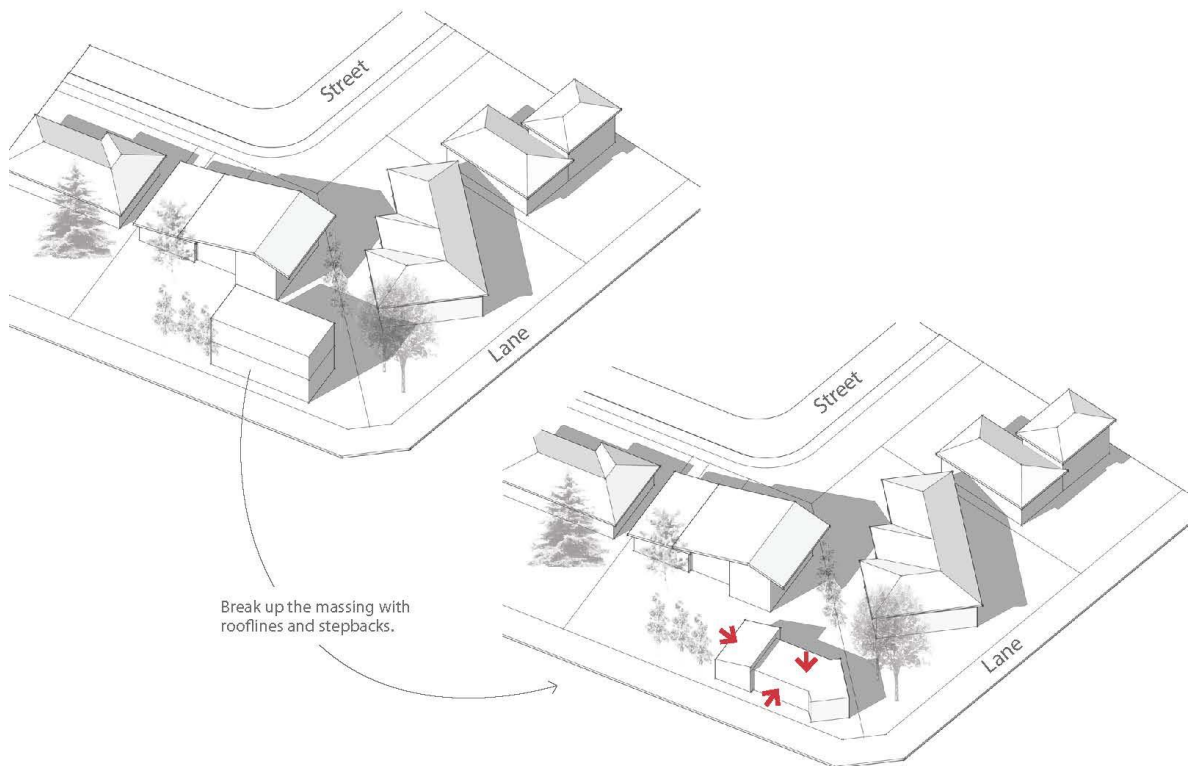 Street
Lane
Break up the massing with
rooflines and stepbacks.
Street
Lane